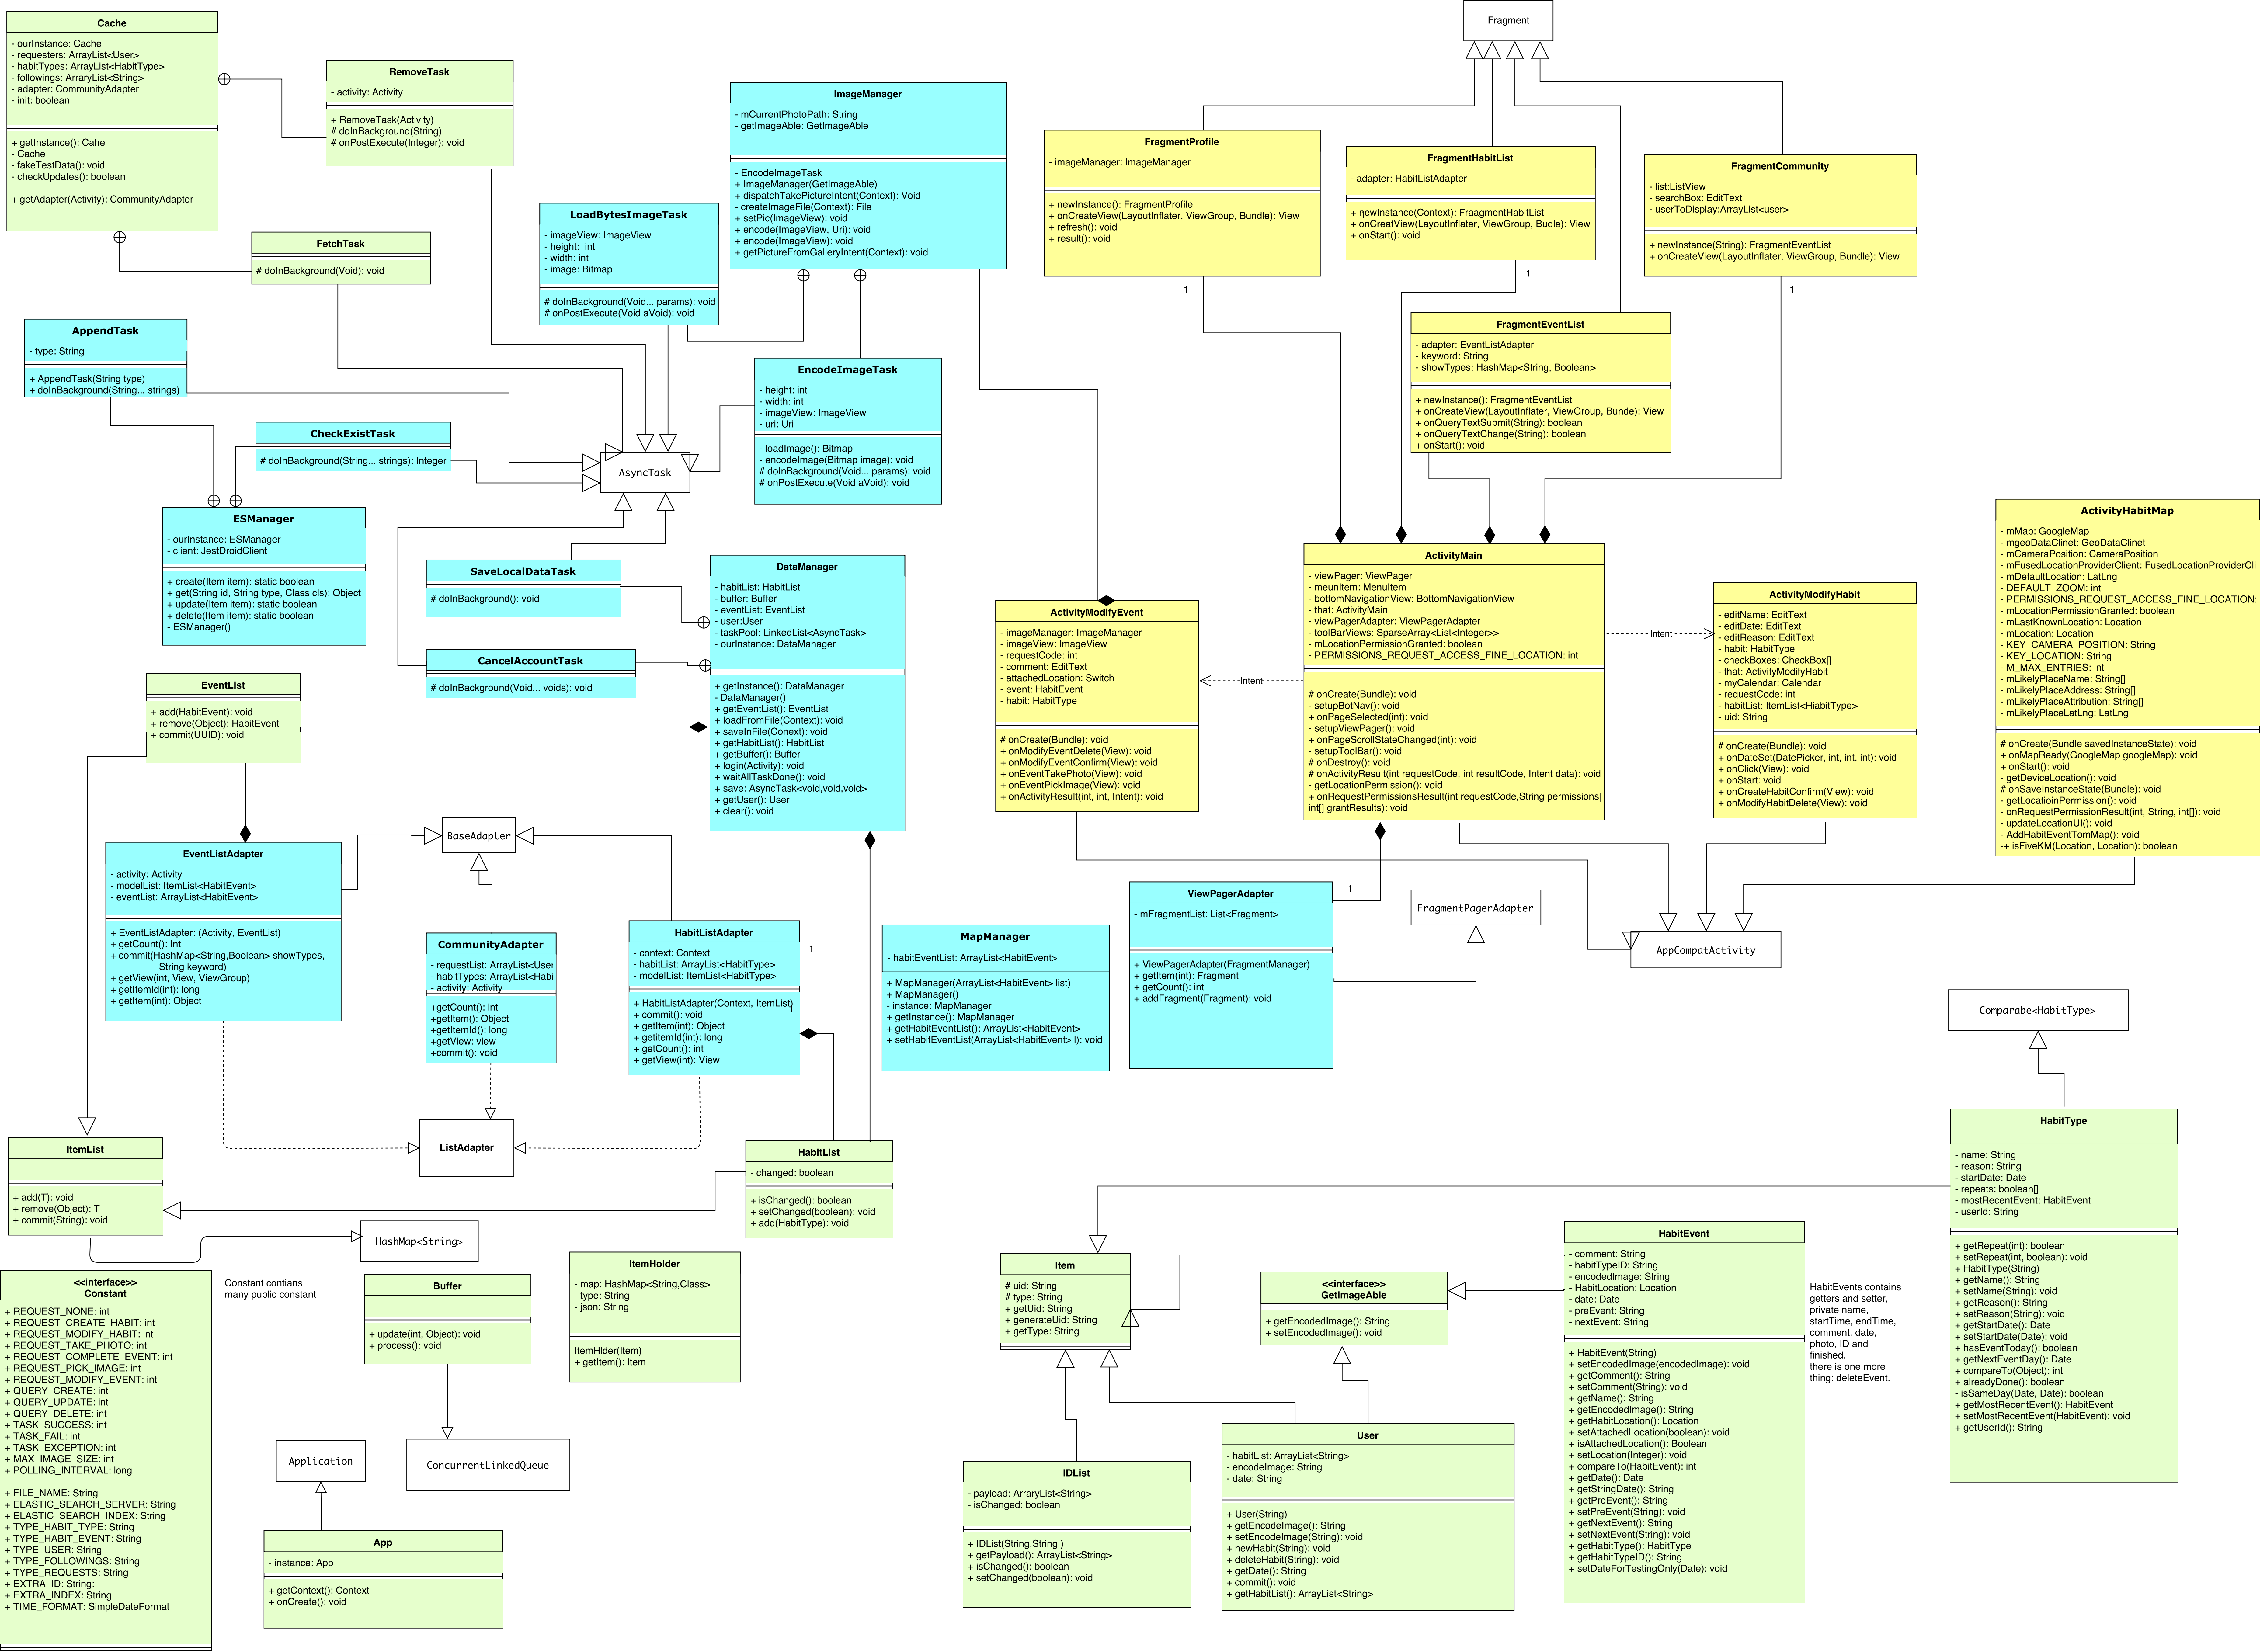 Cache
- ourInstance: Cache
- requesters: ArrayList<User>
- habitTypes: ArrayList<HabitType>
- followings: ArraryList<String>
- adapter: CommunityAdapter
- init: boolean
+ getInstance(): Cahe
- Cache
- fakeTestData(): void
- checkUpdates(): boolean
+ getAdapter(Activity): CommunityAdapter
RemoveTask
- activity: Activity
+ RemoveTask(Activity)
# doInBackground(String)
# onPostExecute(Integer): void
FetchTask
# doInBackground(Void): void
LoadBytesImageTask
- imageView: ImageView
- height:  int
- width: int
- image: Bitmap
# doInBackground(Void... params): void
# onPostExecute(Void aVoid): void
ImageManager
- mCurrentPhotoPath: String
- getImageAble: GetImageAble
- EncodeImageTask
+ ImageManager(GetImageAble)
+ dispatchTakePictureIntent(Context): Void
- createImageFile(Context): File
+ setPic(ImageView): void
+ encode(ImageView, Uri): void
+ encode(ImageView): void
+ getPictureFromGalleryIntent(Context): void
Fragment
FragmentProfile
- imageManager: ImageManager
+ newInstance(): FragmentProfile
+ onCreateView(LayoutInflater, ViewGroup, Bundle): View
+ refresh(): void
+ result(): void
1
FragmentHabitList
- adapter: HabitListAdapter
+ newInstance(Context): FraagmentHabitList
+ onCreatView(LayoutInflater, ViewGroup, Budle): View
+ onStart(): void
1
FragmentCommunity
- list:ListView
- searchBox: EditText
- userToDisplay:ArrayList<user>
+ newInstance(String): FragmentEventList
+ onCreateView(LayoutInflater, ViewGroup, Bundle): View
1
FragmentEventList
- adapter: EventListAdapter
- keyword: String
- showTypes: HashMap<String, Boolean>
+ newInstance(): FragmentEventList
+ onCreateView(LayoutInflater, ViewGroup, Bunde): View
+ onQueryTextSubmit(String): boolean
+ onQueryTextChange(String): boolean
+ onStart(): void
AppendTask
- type: String
+ AppendTask(String type)
+ doInBackground(String... strings)
CheckExistTask
# doInBackground(String... strings): Integer
AsyncTask
EncodeImageTask
- height: int
- width: int
- imageView: ImageView
- uri: Uri
- loadImage(): Bitmap
- encodeImage(Bitmap image): void
# doInBackground(Void... params): void
# onPostExecute(Void aVoid): void
ESManager
- ourInstance: ESManager
- client: JestDroidClient
+ create(Item item): static boolean
+ get(String id, String type, Class cls): Object
+ update(Item item): static boolean
+ delete(Item item): static boolean
- ESManager()
SaveLocalDataTask
# doInBackground(): void
CancelAccountTask
# doInBackground(Void... voids): void
DataManager
- habitList: HabitList
- buffer: Buffer
- eventList: EventList
- user:User
- taskPool: LinkedList<AsyncTask>
- ourInstance: DataManager
+ getInstance(): DataManager
- DataManager()
+ getEventList(): EventList
+ loadFromFile(Context): void
+ saveInFile(Conext): void
+ getHabitList(): HabitList
+ getBuffer(): Buffer
+ login(Activity): void
+ waitAllTaskDone(): void
+ save: AsyncTask<void,void,void>
+ getUser(): User
+ clear(): void
ActivityModifyEvent
- imageManager: ImageManager
- imageView: ImageView
- requestCode: int
- comment: EditText
- attachedLocation: Switch
- event: HabitEvent
- habit: HabitType
# onCreate(Bundle): void
+ onModifyEventDelete(View): void
+ onModifyEventConfirm(View): void
+ onEventTakePhoto(View): void
+ onEventPickImage(View): void
+ onActivityResult(int, int, Intent): void
Intent
ActivityMain
- viewPager: ViewPager
- meunItem: MenuItem
- bottomNavigationView: BottomNavigationView
- that: ActivityMain
- viewPagerAdapter: ViewPagerAdapter
- toolBarViews: SparseArray<List<Integer>>
- mLocationPermissionGranted: boolean
- PERMISSIONS_REQUEST_ACCESS_FINE_LOCATION: int
# onCreate(Bundle): void
- setupBotNav(): void
+ onPageSelected(int): void
- setupViewPager(): void
+ onPageScrollStateChanged(int): void
- setupToolBar(): void
# onDestroy(): void
# onActivityResult(int requestCode, int resultCode, Intent data): void
- getLocationPermission(): void
+ onRequestPermissionsResult(int requestCode,String permissions|
int[] grantResults): void
Intent
ActivityModifyHabit
- editName: EditText
- editDate: EditText
- editReason: EditText
- habit: HabitType
- checkBoxes: CheckBox[]
- that: ActivityModifyHabit
- myCalendar: Calendar
- requestCode: int
- habitList: ItemList<HiabitType>
- uid: String
# onCreate(Bundle): void
+ onDateSet(DatePicker, int, int, int): void
+ onClick(View): void
+ onStart: void
+ onCreateHabitConfirm(View): void
+ onModifyHabitDelete(View): void
ActivityHabitMap
- mMap: GoogleMap
- mgeoDataClinet: GeoDataClinet
- mCameraPosition: CameraPosition
- mFusedLocationProviderClient: FusedLocationProviderCli
- mDefaultLocation: LatLng
- DEFAULT_ZOOM: int
- PERMISSIONS_REQUEST_ACCESS_FINE_LOCATION:
- mLocationPermissionGranted: boolean
- mLastKnownLocation: Location
- mLocation: Location
- KEY_CAMERA_POSITION: String
- KEY_LOCATION: String
- M_MAX_ENTRIES: int
- mLikelyPlaceName: String[]
- mLikelyPlaceAddress: String[]
- mLikelyPlaceAttribution: String[]
- mLikelyPlaceLatLng: LatLng
# onCreate(Bundle savedInstanceState): void
+ onMapReady(GoogleMap googleMap): void
+ onStart(): void
- getDeviceLocation(): void
# onSaveInstanceState(Bundle): void
- getLocatioinPermission(): void
- onRequestPermissionResult(int, String, int[]): void
- updateLocationUI(): void
- AddHabitEventTomMap(): void
-+ isFiveKM(Location, Location): boolean
EventList
+ add(HabitEvent): void
+ remove(Object): HabitEvent
+ commit(UUID): void
EventListAdapter
- activity: Activity
- modelList: ItemList<HabitEvent>
- eventList: ArrayList<HabitEvent>
+ EventListAdapter: (Activity, EventList)
+ getCount(): Int
+ commit(HashMap<String,Boolean> showTypes,
String keyword)
+ getView(int, View, ViewGroup)
+ getItemId(int): long
+ getItem(int): Object
BaseAdapter
CommunityAdapter
- requestList: ArrayList<User
- habitTypes: ArrayList<Habi
- activity: Activity
+getCount(): int
+getItem(): Object
+getItemId(): long
+getView: view
+commit(): void
HabitListAdapter
- context: Context
- habitList: ArrayList<HabitType>
- modelList: ItemList<HabitType>
+ HabitListAdapter(Context, ItemList)
+ commit(): void
+ getItem(int): Object
+ getitemId(int): long
+ getCount(): int
+ getView(int): View
1
1
MapManager
- habitEventList: ArrayList<HabitEvent>
+ MapManager(ArrayList<HabitEvent> list)
+ MapManager()
- instance: MapManager
+ getInstance(): MapManager
+ getHabitEventList(): ArrayList<HabitEvent>
+ setHabitEventList(ArrayList<HabitEvent> l): void
ViewPagerAdapter
- mFragmentList: List<Fragment>
+ ViewPagerAdapter(FragmentManager)
+ getItem(int): Fragment
+ getCount(): int
+ addFragment(Fragment): void
1
FragmentPagerAdapter
AppCompatActivity
Comparabe<HabitType>
ListAdapter
ItemList
+ add(T): void
+ remove(Object): T
+ commit(String): void
HabitList
- changed: boolean
+ isChanged(): boolean
+ setChanged(boolean): void
+ add(HabitType): void
HashMap<String>
<<interface>>
Constant
+ REQUEST_NONE: int
+ REQUEST_CREATE_HABIT: int
+ REQUEST_MODIFY_HABIT: int
+ REQUEST_TAKE_PHOTO: int
+ REQUEST_COMPLETE_EVENT: int
+ REQUEST_PICK_IMAGE: int
+ REQUEST_MODIFY_EVENT: int
+ QUERY_CREATE: int
+ QUERY_UPDATE: int
+ QUERY_DELETE: int
+ TASK_SUCCESS: int
+ TASK_FAIL: int
+ TASK_EXCEPTION: int
+ MAX_IMAGE_SIZE: int
+ POLLING_INTERVAL: long
+ FILE_NAME: String
+ ELASTIC_SEARCH_SERVER: String
+ ELASTIC_SEARCH_INDEX: String
+ TYPE_HABIT_TYPE: String
+ TYPE_HABIT_EVENT: String
+ TYPE_USER: String
+ TYPE_FOLLOWINGS: String
+ TYPE_REQUESTS: String
+ EXTRA_ID: String:
+ EXTRA_INDEX: String
+ TIME_FORMAT: SimpleDateFormat
Constant contians
many public constant
Buffer
+ update(int, Object): void
+ process(): void
ItemHolder
- map: HashMap<String,Class>
- type: String
- json: String
ItemHlder(Item)
+ getItem(): Item
Application
ConcurrentLinkedQueue
App
- instance: App
+ getContext(): Context
+ onCreate(): void
Item
# uid: String
# type: String
+ getUid: String
+ generateUid: String
+ getType: String
<<interface>>
GetImageAble
+ getEncodedImage(): String
+ setEncodedImage(): void
IDList
- payload: ArraryList<String>
- isChanged: boolean
+ IDList(String,String )
+ getPayload(): ArrayList<String>
+ isChanged(): boolean
+ setChanged(boolean): void
User
- habitList: ArrayList<String>
- encodeImage: String
- date: String
+ User(String)
+ getEncodeImage(): String
+ setEncodeImage(String): void
+ newHabit(String): void
+ deleteHabit(String): void
+ getDate(): String
+ commit(): void
+ getHabitList(): ArrayList<String>
HabitEvent
- comment: String
- habitTypeID: String
- encodedImage: String
- HabitLocation: Location
- date: Date
- preEvent: String
- nextEvent: String
+ HabitEvent(String)
+ setEncodedImage(encodedImage): void
+ getComment(): String
+ setComment(String): void
+ getName(): String
+ getEncodedImage(): String
+ getHabitLocation(): Location
+ setAttachedLocation(boolean): void
+ isAttachedLocation(): Boolean
+ setLocation(Integer): void
+ compareTo(HabitEvent): int
+ getDate(): Date
+ getStringDate(): String
+ getPreEvent(): String
+ setPreEvent(String): void
+ getNextEvent(): String
+ setNextEvent(String): void
+ getHabitType(): HabitType
+ getHabitTypeID(): String
+ setDateForTestingOnly(Date): void
HabitEvents contains
getters and setter,
private name,
startTime, endTime,
comment, date,
photo, ID and
finished.
there is one more
thing: deleteEvent.
HabitType
- name: String
- reason: String
- startDate: Date
- repeats: boolean[]
- mostRecentEvent: HabitEvent
- userId: String
+ getRepeat(int): boolean
+ setRepeat(int, boolean): void
+ HabitType(String)
+ getName(): String
+ setName(String): void
+ getReason(): String
+ setReason(String): void
+ getStartDate(): Date
+ setStartDate(Date): void
+ hasEventToday(): boolean
+ getNextEventDay(): Date
+ compareTo(Object): int
+ alreadyDone(): boolean
- isSameDay(Date, Date): boolean
+ getMostRecentEvent(): HabitEvent
+ setMostRecentEvent(HabitEvent): void
+ getUserId(): String